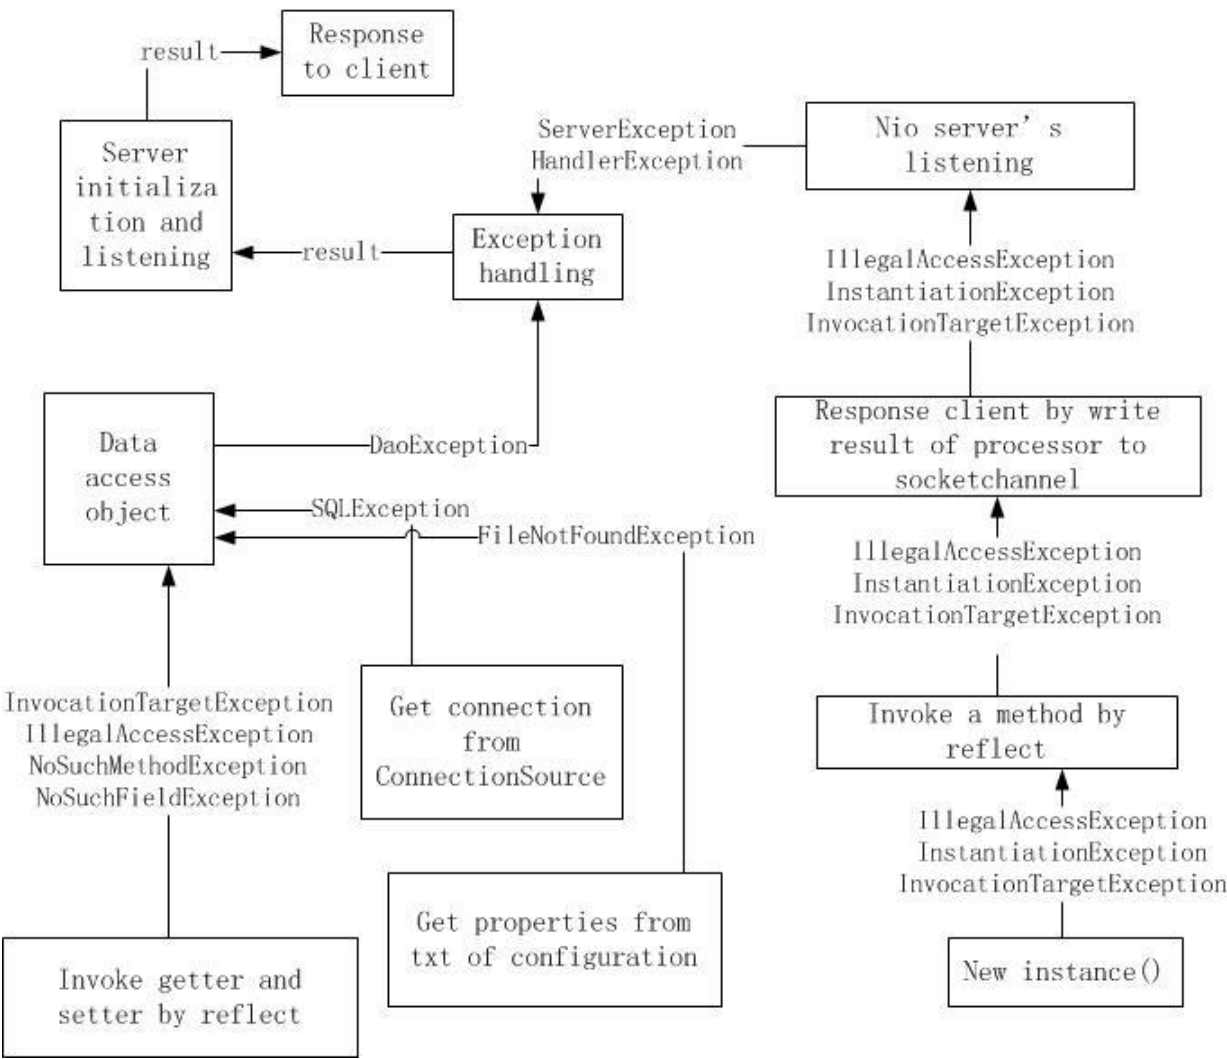 result
Response
to client
Server
initializa
tion and
listening
ServerException
HandlerException
Nio server's
listening
result
Exception
handling
IllegalAccessException
InstantiationException
InvocationTargetException
Data
access
object
DaoException
SQLException
FileNotFoundException
Response client by write
result of processor to
socketchannel
IllegalAccessException
InstantiationException
InvocationTargetException
InvocationTargetException
IllegalAccessException
NoSuchMethodException
NoSuchFieldException
Get connection
from
ConnectionSource
Invoke a method by
reflect
IllegalAccessException
InstantiationException
InvocationTargetException
Get properties from
txt of configuration
Invoke getter and
setter by reflect
New instance()